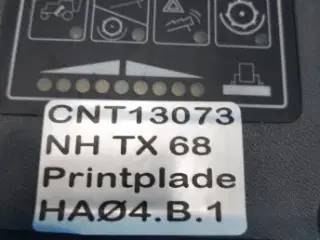 CNT13073
NH TX 68
Printplade
HAØ4.B.1